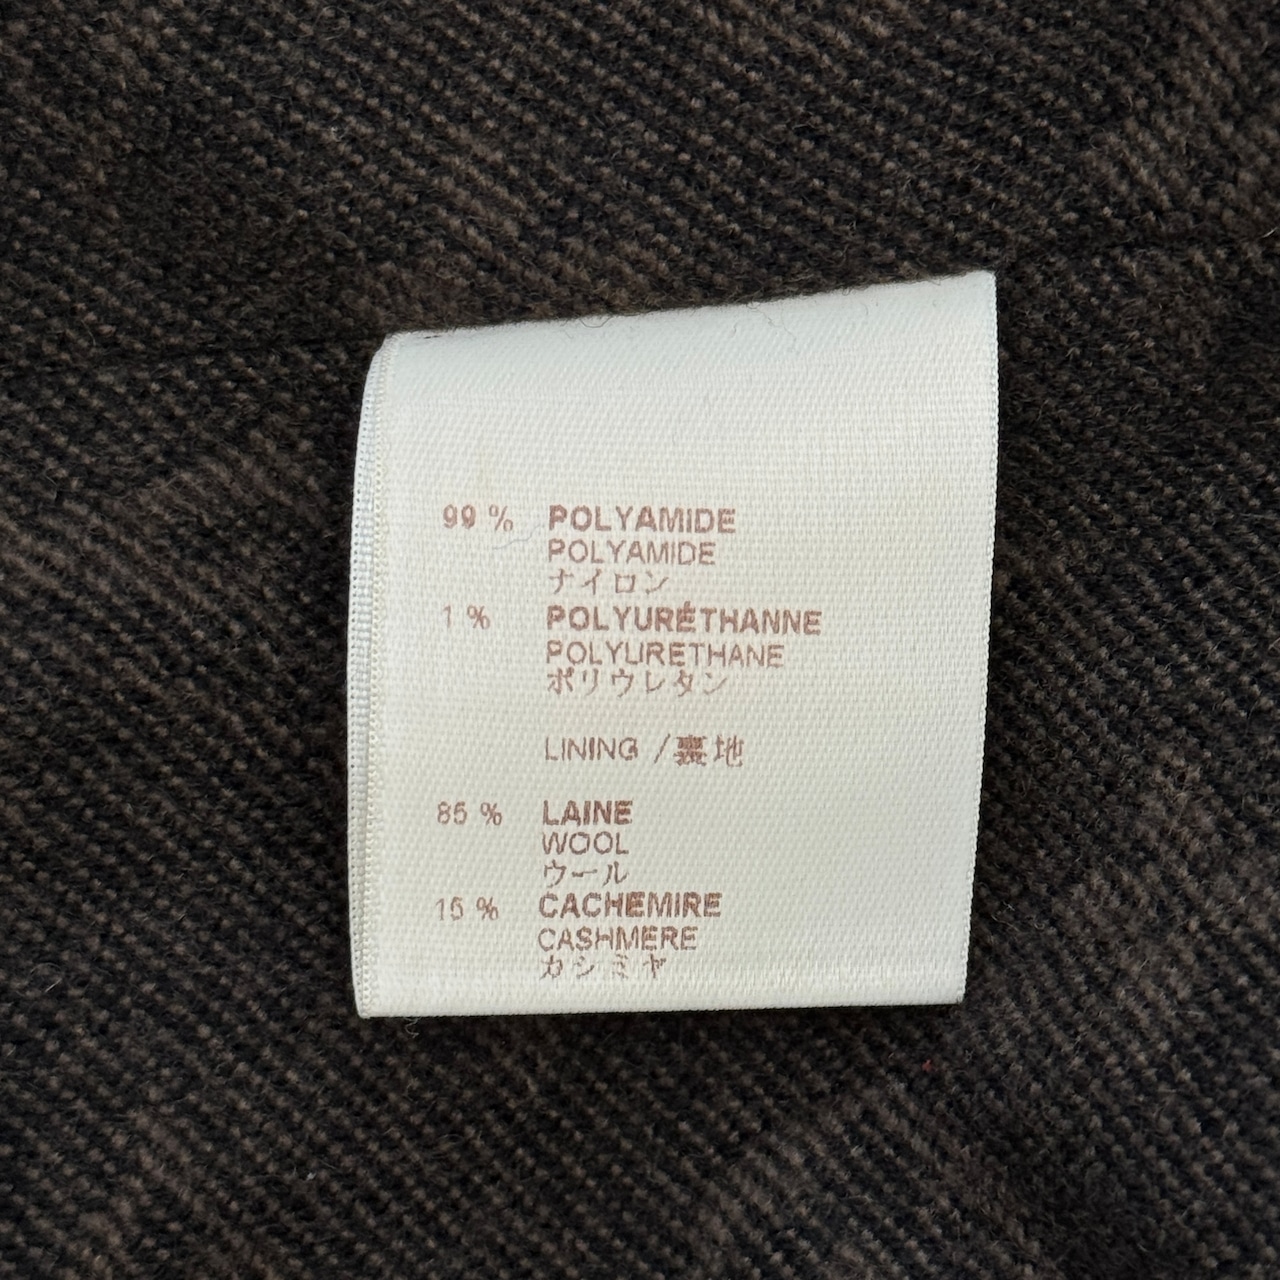 99 % POLYAMIDE
POLYAMIDE
ナイロン
1 % POLYURÉTHANNE
POLYURETHANE
ポリウレタン
LINING / 裏地
85 % LAINE
WOOL
ウール
15 % CACHEMIRE
CASHMERE
カシミヤ